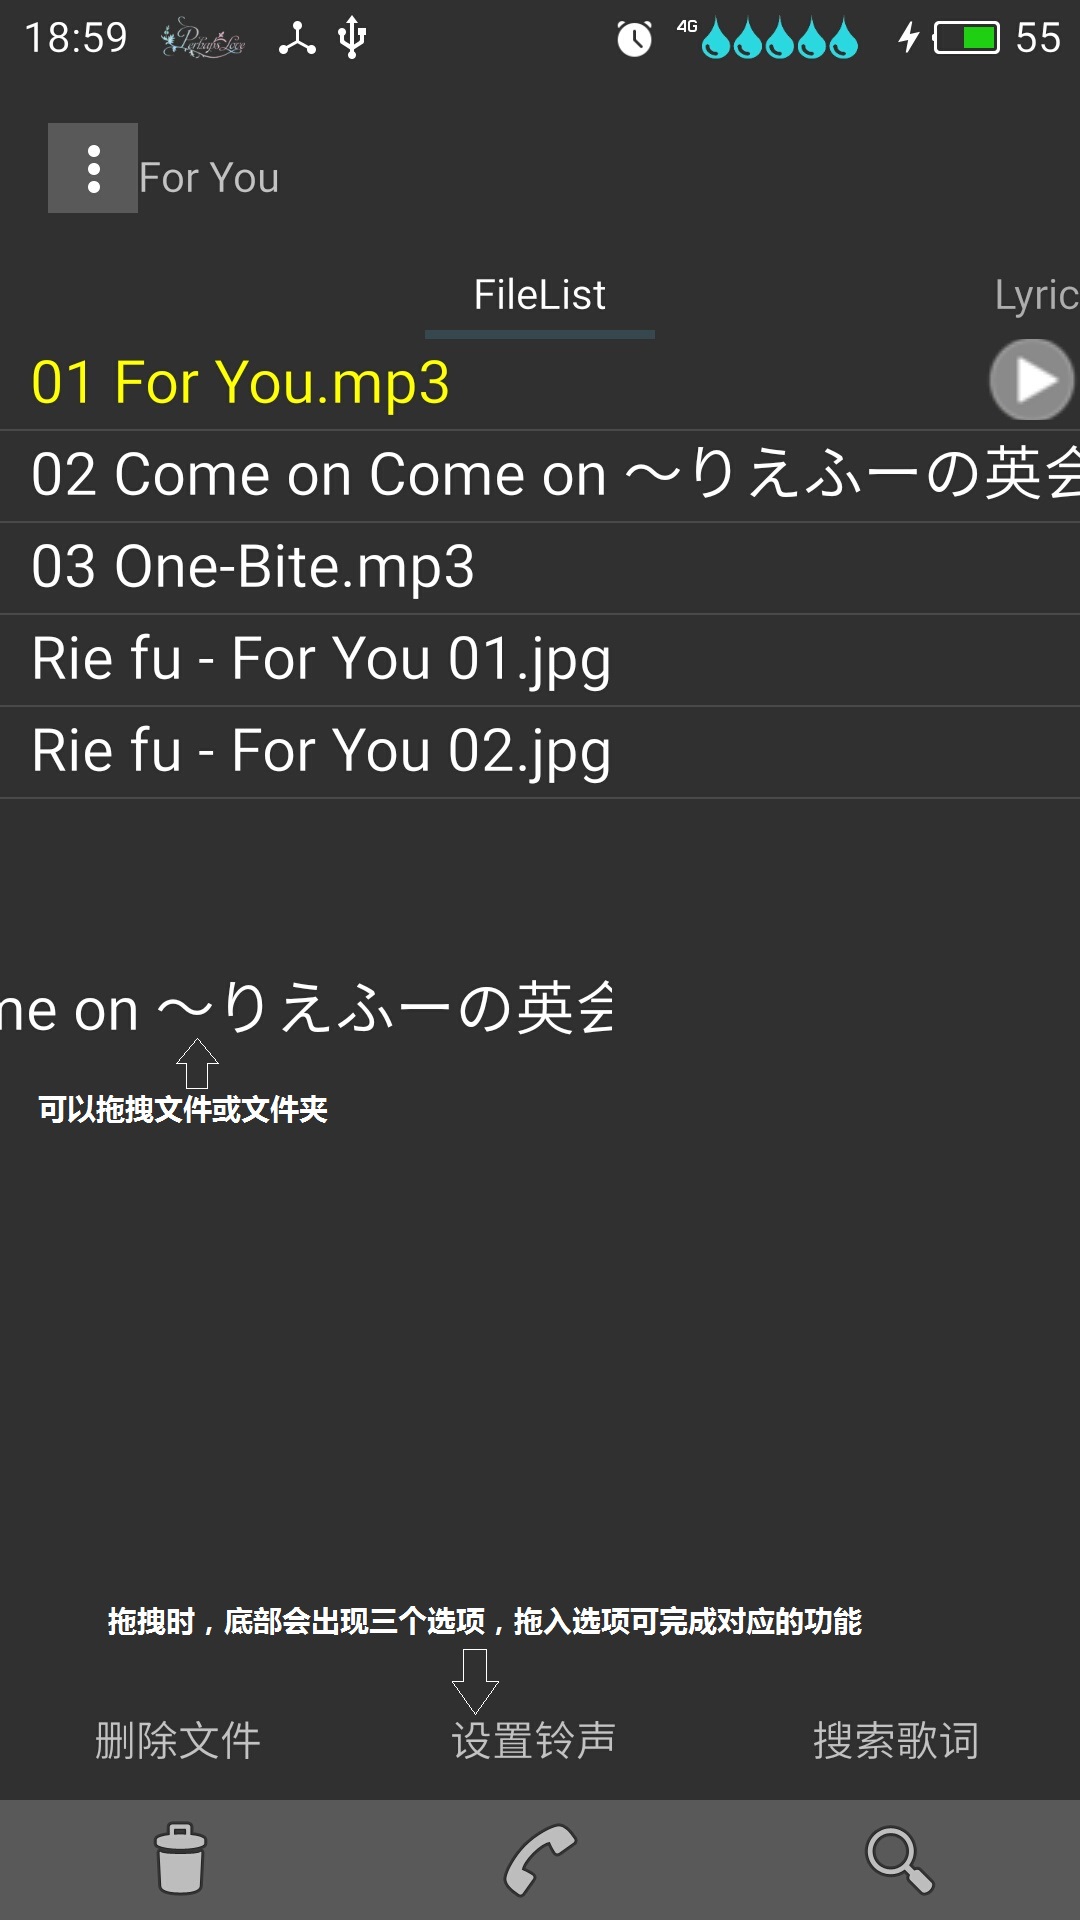 18:59
Perhaps Love
4G
55
For You
FileList
Lyric
01 For You.mp3
02 Come on Come on ～りえふーの英会
03 One-Bite.mp3
Rie fu - For You 01.jpg
Rie fu - For You 02.jpg
me on ～りえふーの英会
可以拖拽文件或文件夹
拖拽时，底部会出现三个选项，拖入选项可完成对应的功能
删除文件
设置铃声
搜索歌词